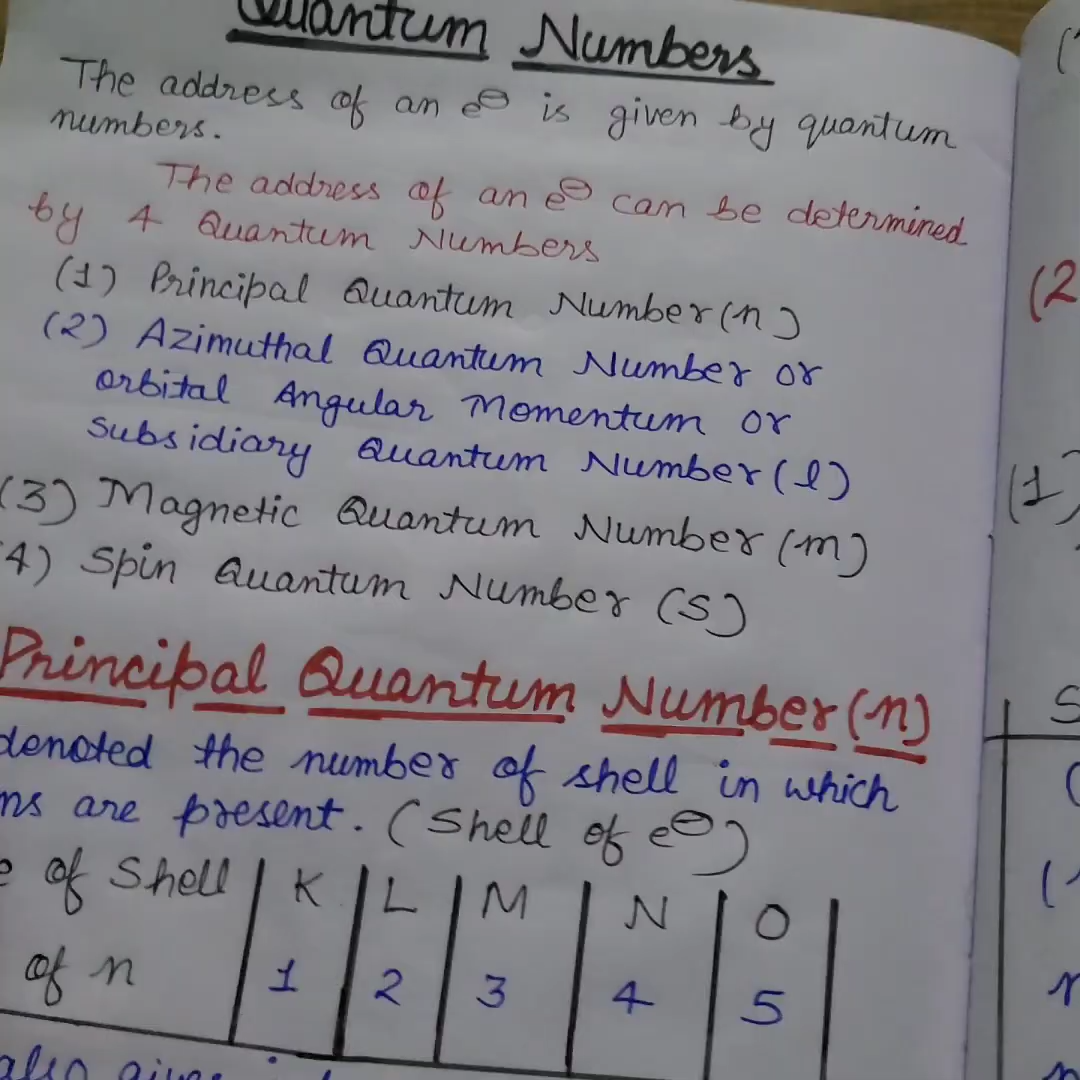 Quantum Numbers
The address of an e⊖ is given by quantum
numbers.
The address of an e⊖ can be determined
by 4 Quantum Numbers
(1) Principal Quantum Number (n)
(2) Azimuthal Quantum Number or
orbital Angular Momentum or
Subsidiary Quantum Number (l)
(3) Magnetic Quantum Number (m)
4) Spin Quantum Number (S)
Principal Quantum Number (n)
denoted the number of shell in which
are present. (Shell of e⊖)
of Shell | K | L | M | N | O |
of n | 1 | 2 | 3 | 4 | 5 |
also
(2
(1)
S